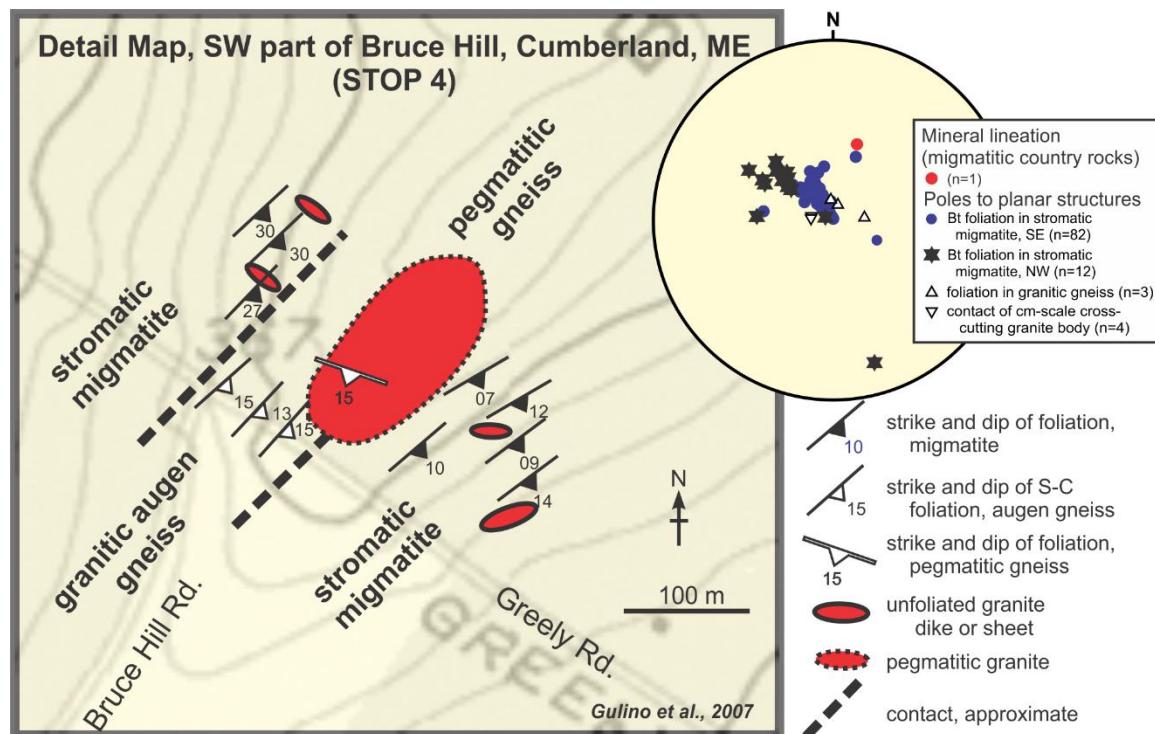 Detail Map, SW part of Bruce Hill, Cumberland, ME
(STOP 4)
pegmatitic
gneiss
30
30
27
stromatic
migmatite
387
15
13
15
15
07
12
09
10
14
granitic augen
gneiss
stromatic
migmatite
N
100 m
Bruce Hill Rd.
Greely Rd.
GREE
Gulino et al., 2007
N
Mineral lineation
(migmatitic country rocks)
(n=1)
Poles to planar structures
Bt foliation in stromatic
migmatite, SE (n=82)
Bt foliation in stromatic
migmatite, NW (n=12)
foliation in granitic gneiss (n=3)
contact of cm-scale cross-
cutting granite body (n=4)
10
strike and dip of foliation,
migmatite
15
strike and dip of S-C
foliation, augen gneiss
15
strike and dip of foliation,
pegmatitic gneiss
unfoliated granite
dike or sheet
pegmatitic granite
contact, approximate